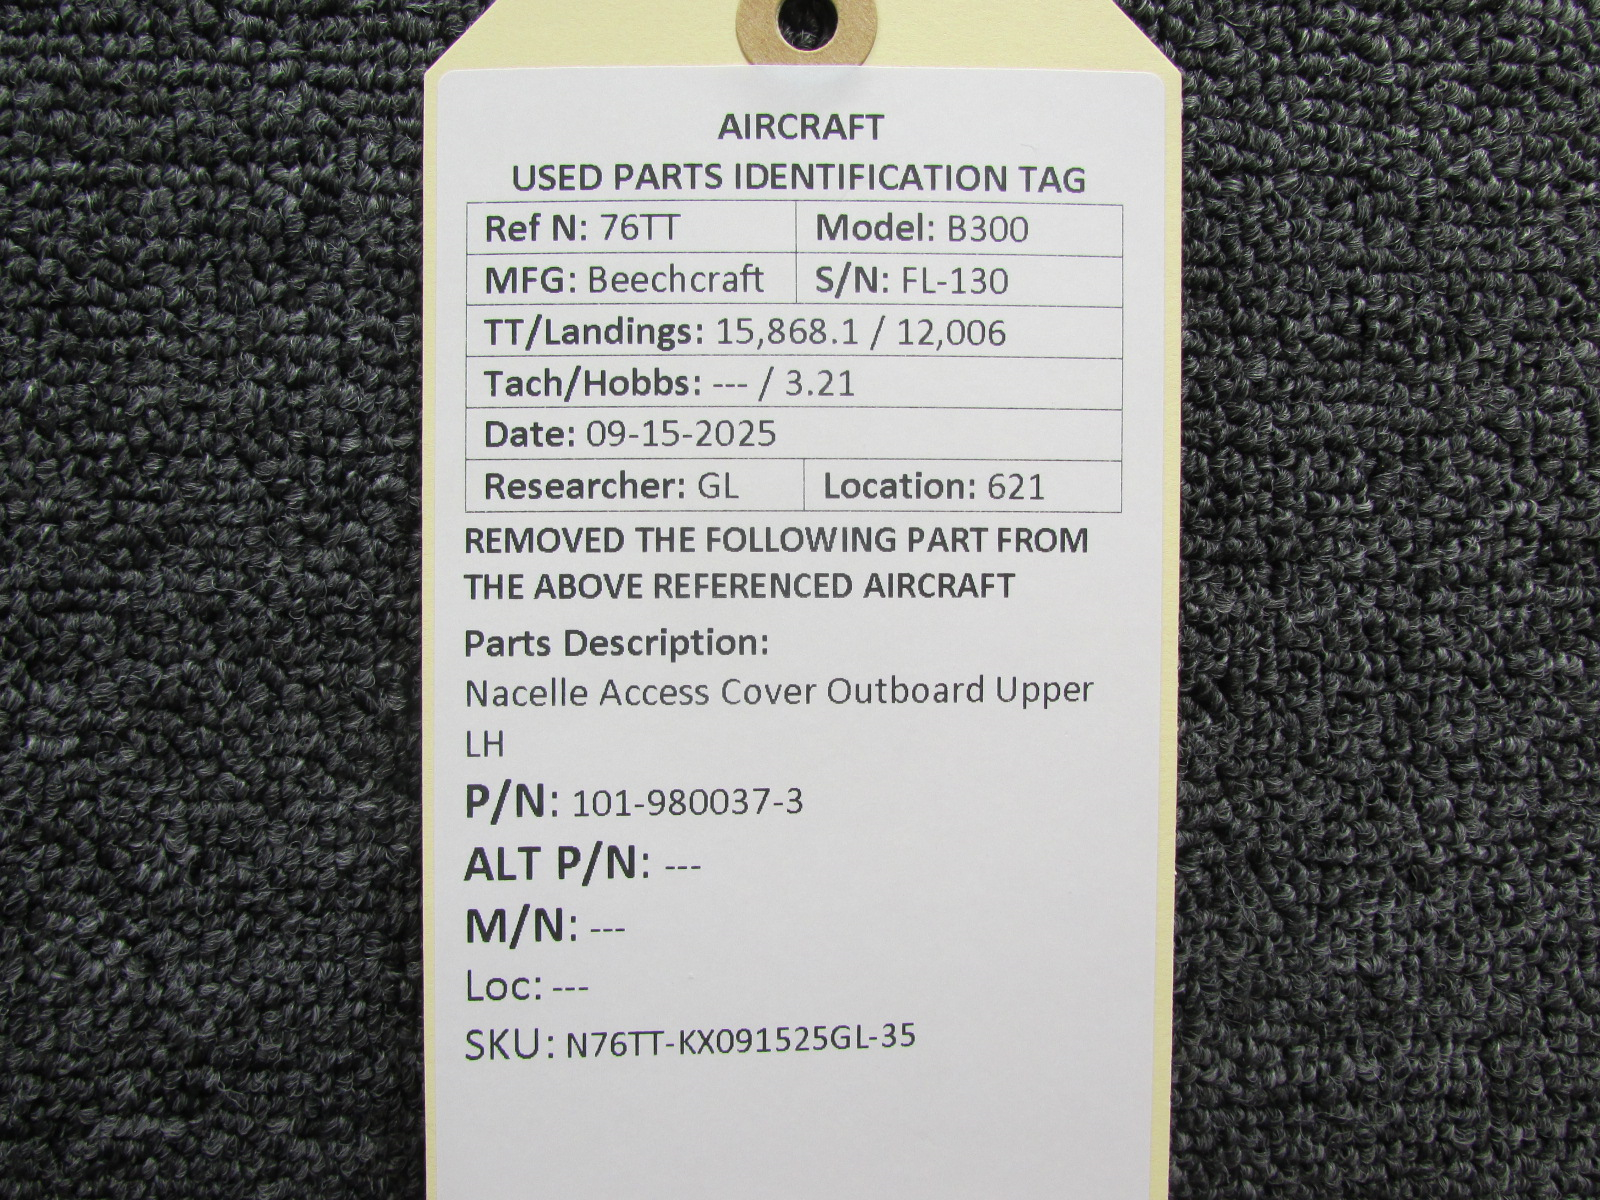 AIRCRAFT
USED PARTS IDENTIFICATION TAG
Ref N: 76TT Model: B300
MFG: Beechcraft S/N: FL-130
TT/Landings: 15,868.1 / 12,006
Tach/Hobbs: --- / 3.21
Date: 09-15-2025
Researcher: GL Location: 621
REMOVED THE FOLLOWING PART FROM
THE ABOVE REFERENCED AIRCRAFT
Parts Description:
Nacelle Access Cover Outboard Upper
LH
P/N: 101-980037-3
ALT P/N: ---
M/N: ---
Loc: ---
SKU: N76TT-KX091525GL-35